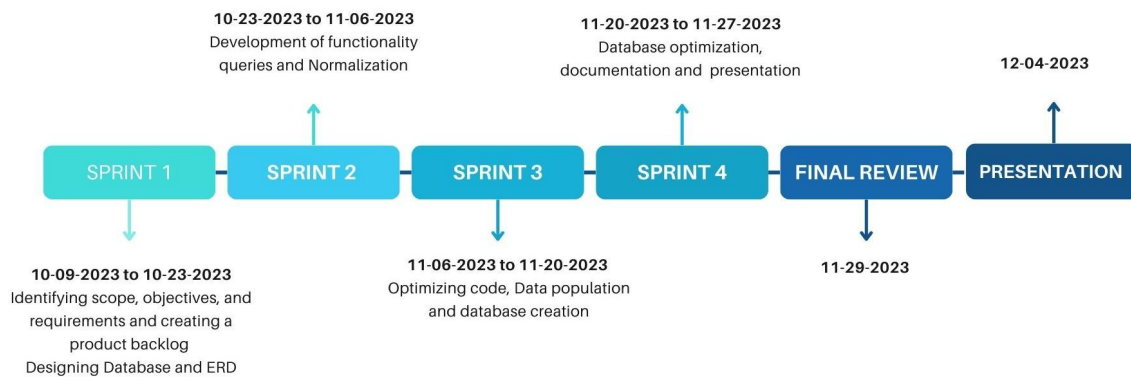 10-23-2023 to 11-06-2023
Development of functionality
queries and Normalization
11-20-2023 to 11-27-2023
Database optimization,
documentation and presentation
12-04-2023
SPRINT 1
SPRINT 2
SPRINT 3
SPRINT 4
FINAL REVIEW
PRESENTATION
10-09-2023 to 10-23-2023
Identifying scope, objectives, and
requirements and creating a
product backlog
Designing Database and ERD
11-06-2023 to 11-20-2023
Optimizing code, Data population
and database creation
11-29-2023